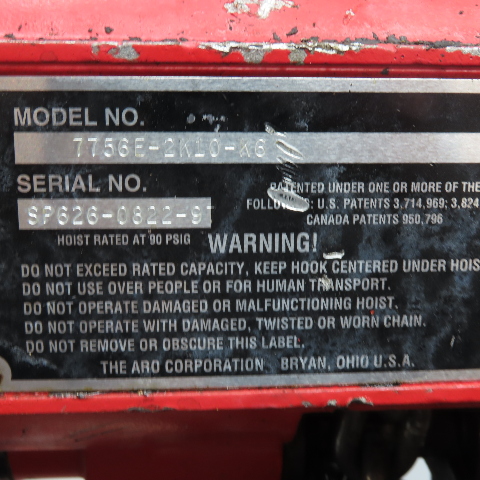 MODEL NO.
7756E-2KL0-
SERIAL NO.
SP626-0822-9
PATENTED UNDER ONE OR MORE OF THE
U.S. PATENTS 3,714,969; 3,824
CANADA PATENTS 950,796
HOIST RATED AT 90 PSIG WARNING!
DO NOT EXCEED RATED CAPACITY, KEEP HOOK CENTERED UNDER HOIS
DO NOT USE OVER PEOPLE OR FOR HUMAN TRANSPORT.
DO NOT OPERATE DAMAGED OR MALFUNCTIONING HOIST.
DO NOT OPERATE WITH DAMAGED, TWISTED OR WORN CHAIN.
DO NOT REMOVE OR OBSCURE THIS LABEL.
THE ARO CORPORATION BRYAN, OHIO U.S.A.